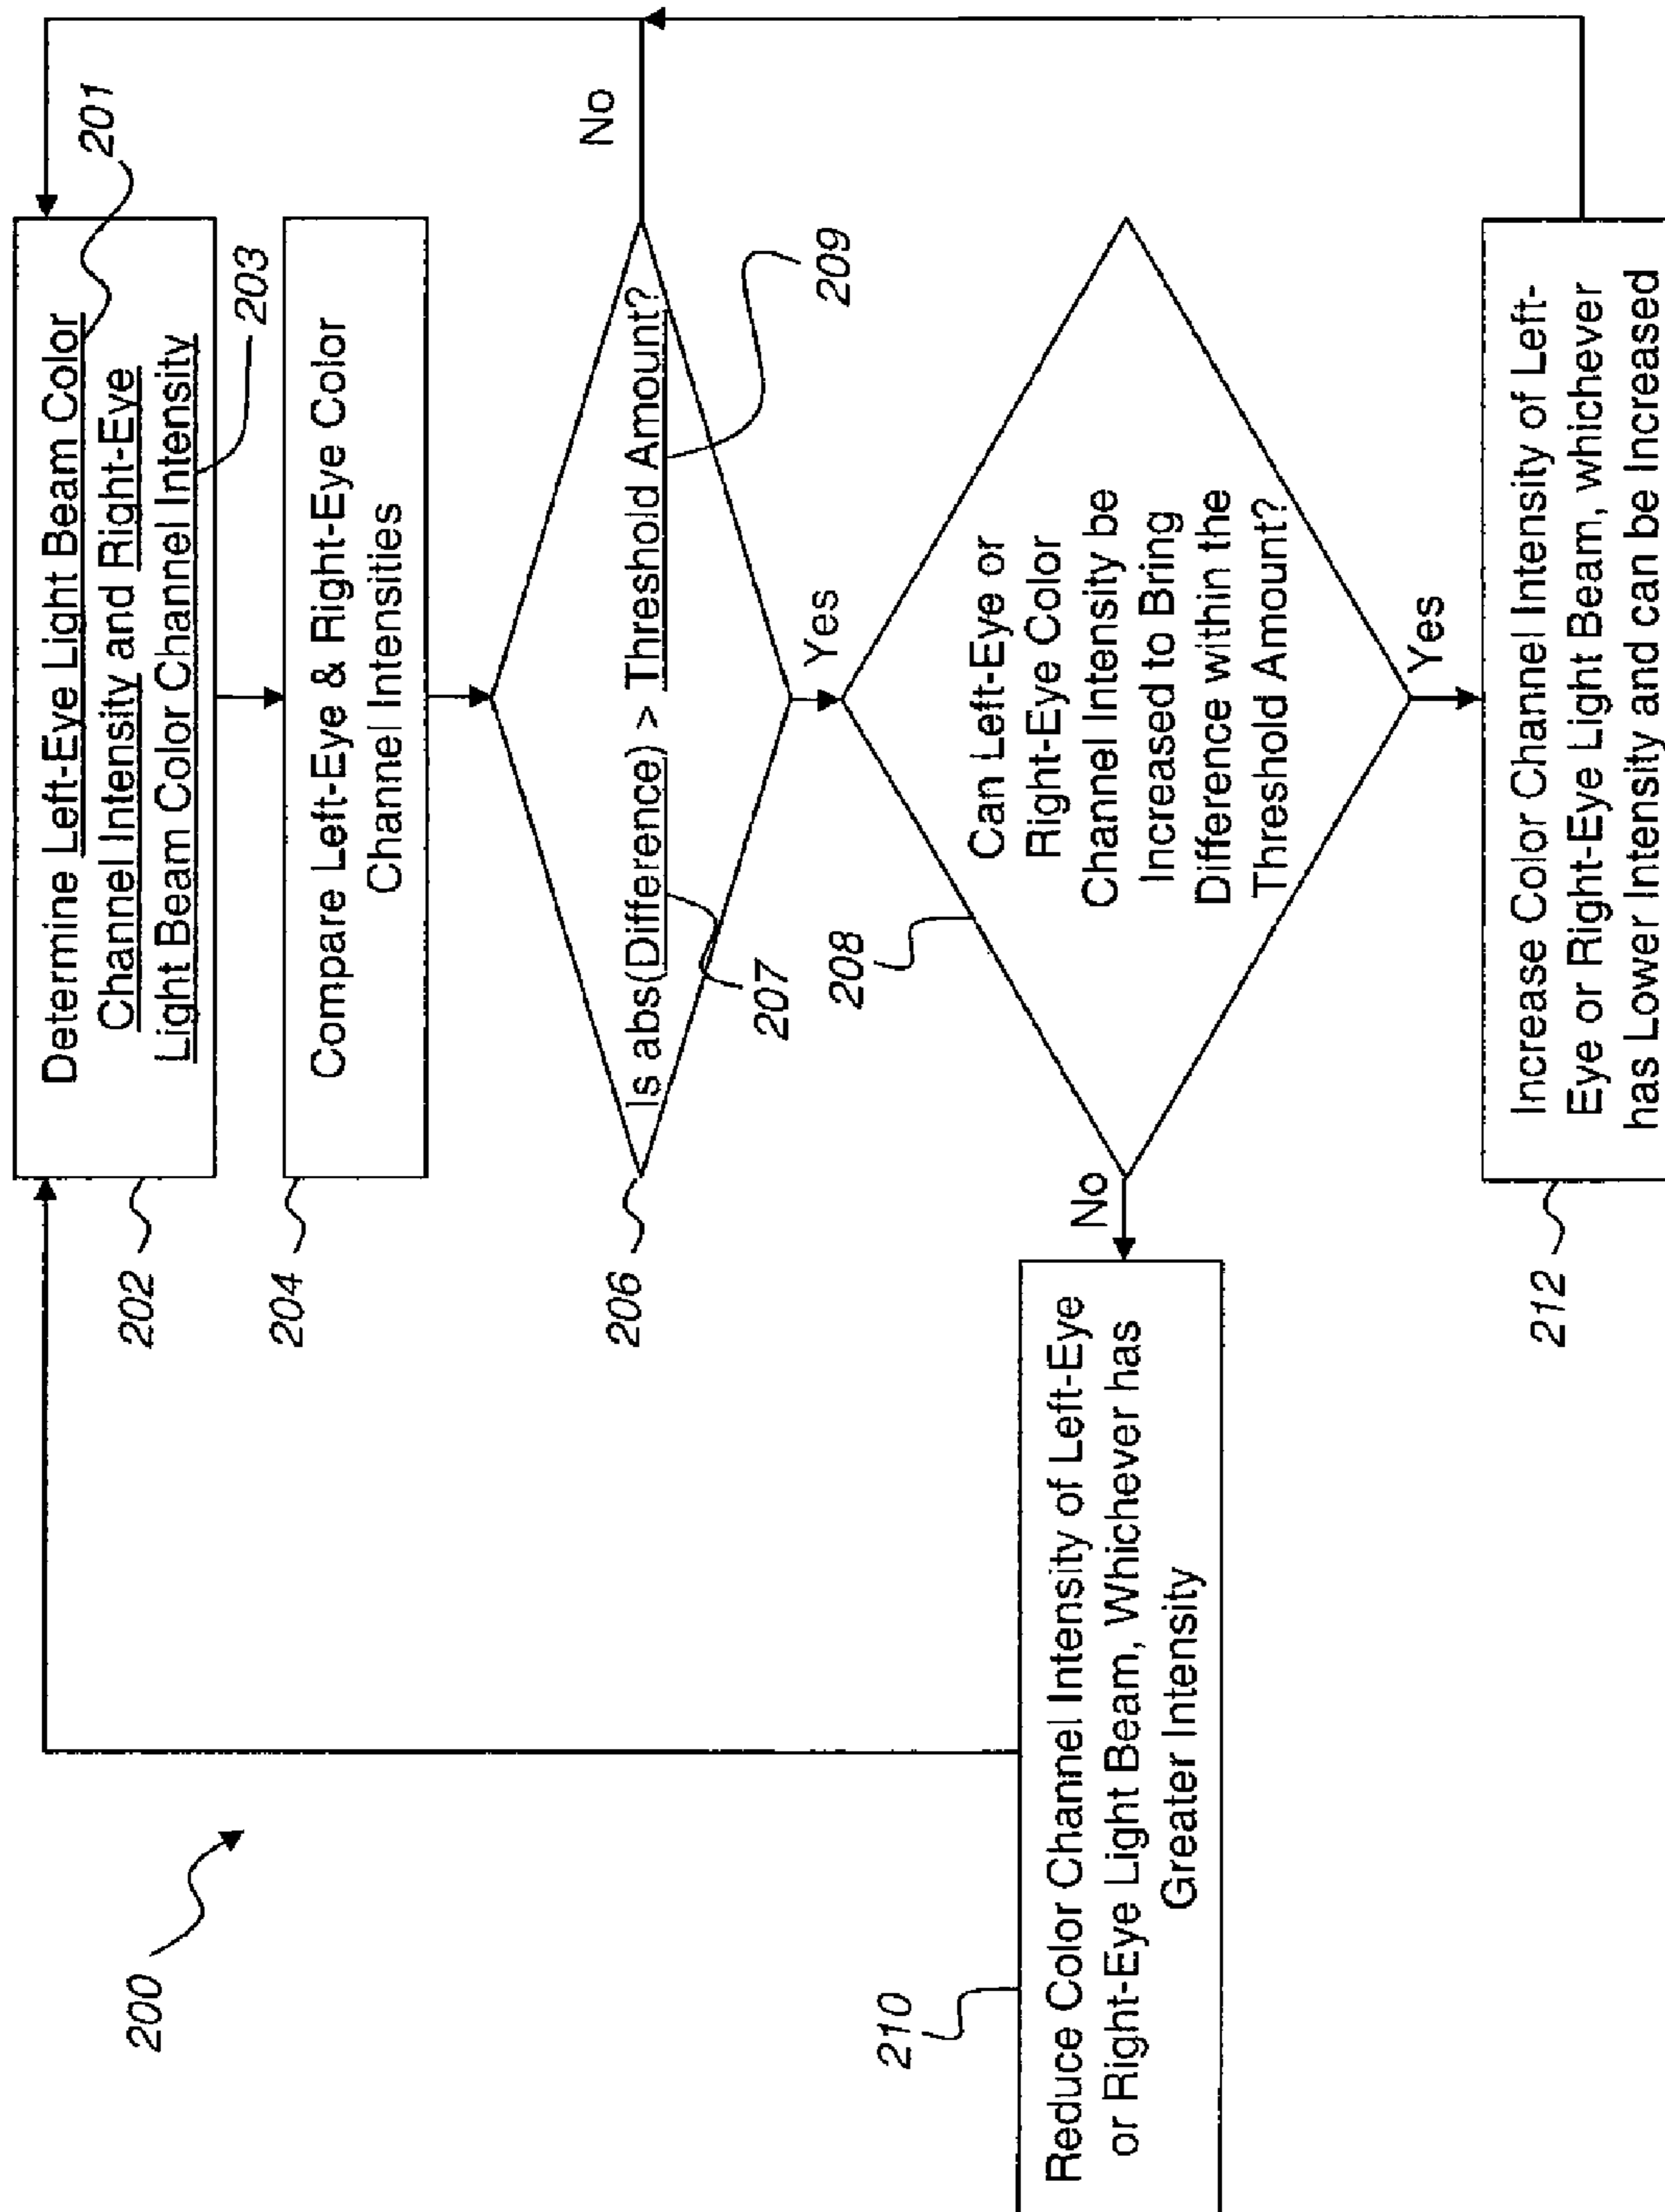 200
Determine Left-Eye Light Beam Color
Channel Intensity and Right-Eye
Light Beam Color Channel Intensity
201
203
202
Compare Left-Eye & Right-Eye Color
Channel Intensities
204
Is abs(Difference) > Threshold Amount?
206
207
209
No
Yes
Can Left-Eye or
Right-Eye Color
Channel Intensity be
Increased to Bring
Difference within the
Threshold Amount?
208
No
Yes
Reduce Color Channel Intensity of Left-Eye
or Right-Eye Light Beam, Whichever has
Greater Intensity
210
Increase Color Channel Intensity of Left-
Eye or Right-Eye Light Beam, whichever
has Lower Intensity and can be Increased
212